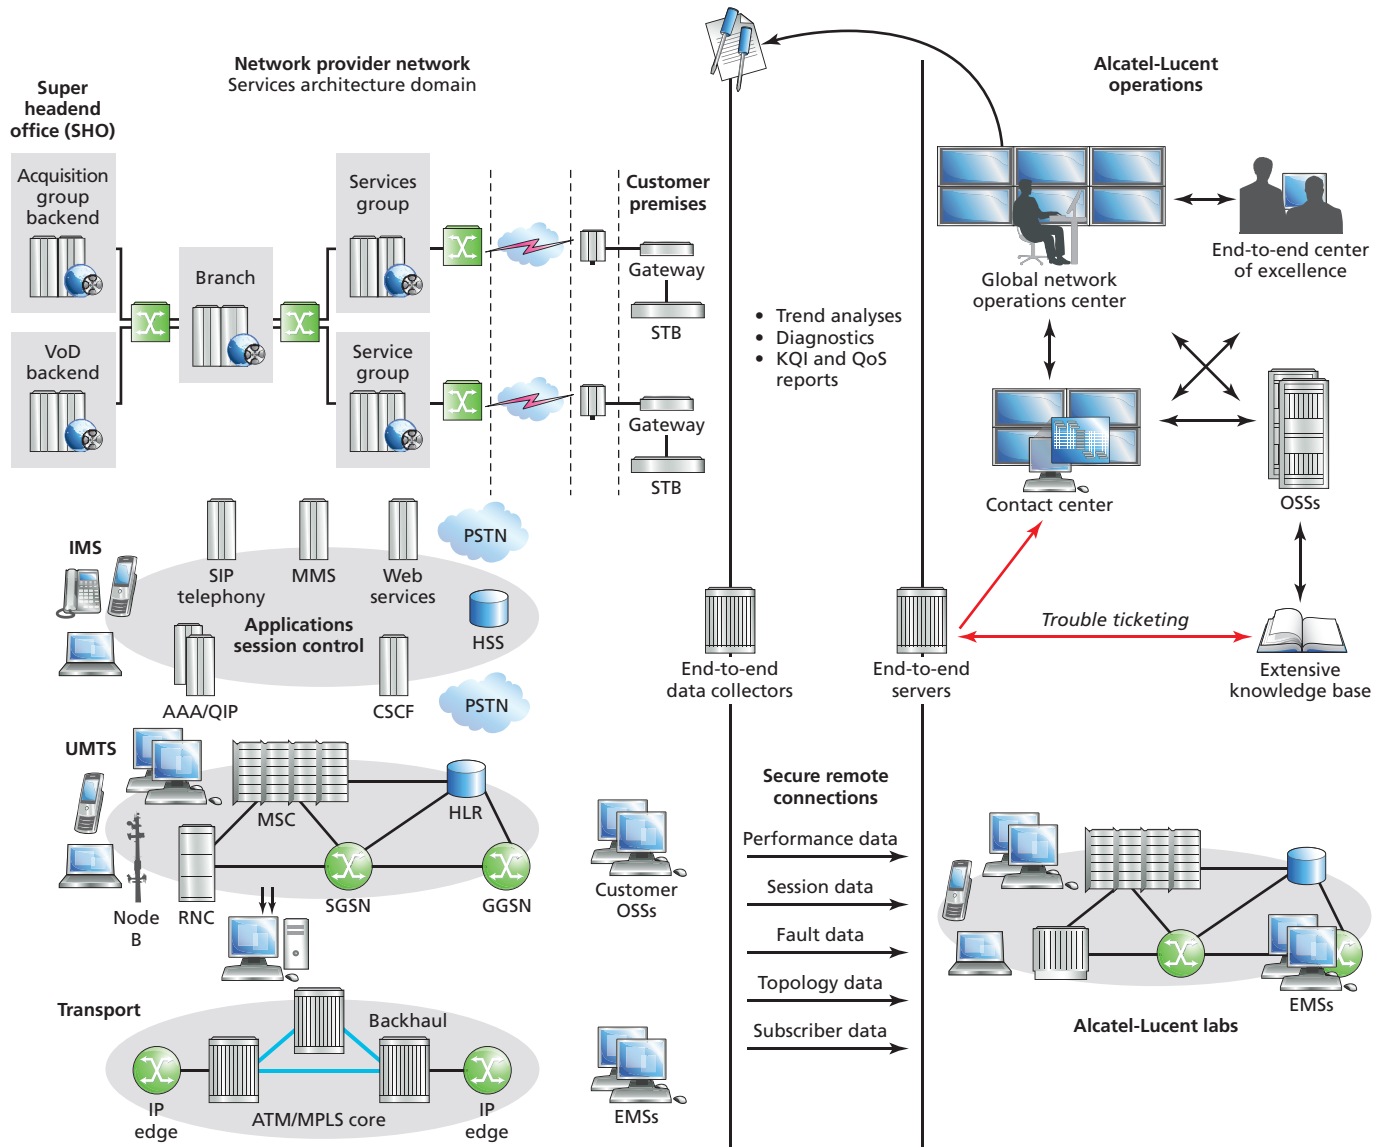 Network provider network
Services architecture domain
Super
headend
office (SHO)
Acquisition
group
backend
VoD
backend
Branch
Services
group
Service
group
Customer
premises
Gateway
STB
Gateway
STB
IMS
SIP
telephony
MMS
Web
services
PSTN
Applications
session control
HSS
AAA/QIP
CSCF
PSTN
UMTS
MSC
HLR
Node
B
RNC
SGSN
GGSN
Customer
OSSs
Transport
Backhaul
IP
edge
ATM/MPLS core
IP
edge
EMSs
• Trend analyses
• Diagnostics
• KQI and QoS
reports
End-to-end
data collectors
End-to-end
servers
Secure remote
connections
Performance data
Session data
Fault data
Topology data
Subscriber data
Alcatel-Lucent
operations
Global network
operations center
End-to-end center
of excellence
Contact center
OSSs
Trouble ticketing
Extensive
knowledge base
EMSs
Alcatel-Lucent labs